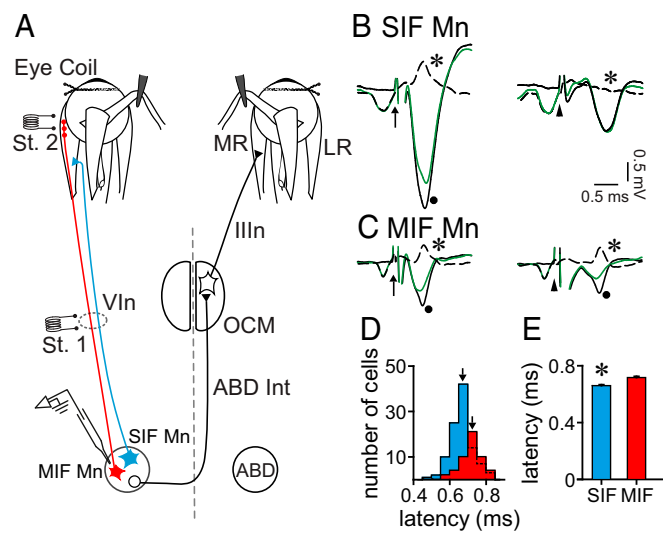 A
Eye Coil
St. 2
MR
LR
IIIn
VIn
OCM
St. 1
ABD Int
SIF Mn
MIF Mn
ABD
B SIF Mn
*
*
0.5 mV
0.5 ms
C MIF Mn
*
*
D
50
30
10
number of cells
0.4 0.6 0.8
latency (ms)
E
0.8
0.4
0
latency (ms)
*
SIF MIF